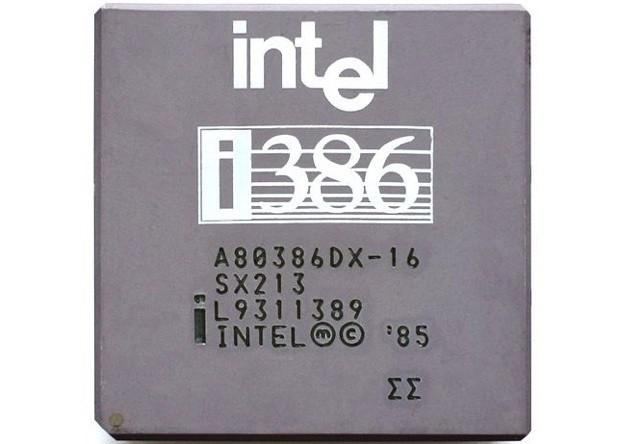 intel
i386
A80386DX-16
SX213
L9311389
i INTEL ⓜ © '85
ΣΣ